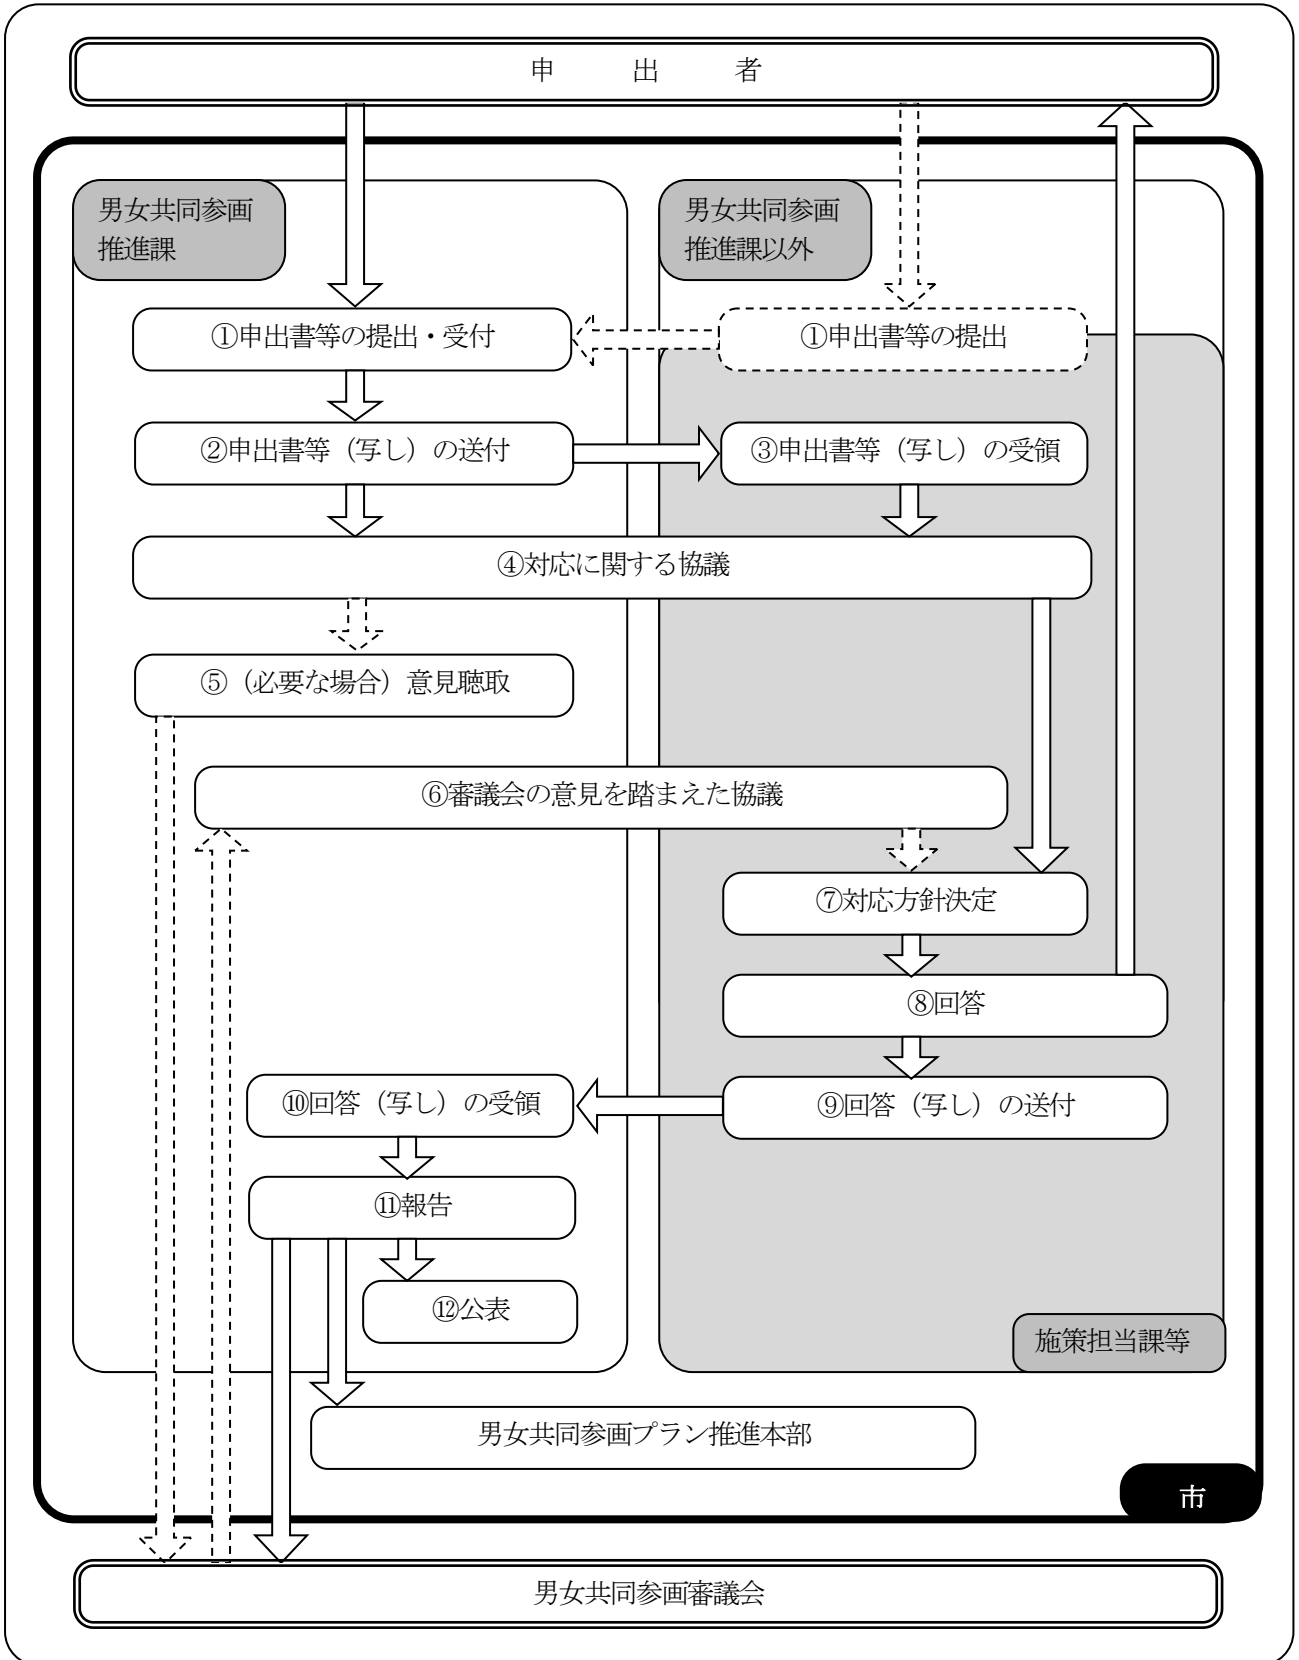 申　出　者
男女共同参画
推進課
男女共同参画
推進課以外
①申出書等の提出・受付
①申出書等の提出
②申出書等（写し）の送付
③申出書等（写し）の受領
④対応に関する協議
⑤（必要な場合）意見聴取
⑥審議会の意見を踏まえた協議
⑦対応方針決定
⑧回答
⑩回答（写し）の受領
⑨回答（写し）の送付
⑪報告
⑫公表
施策担当課等
男女共同参画プラン推進本部
市
男女共同参画審議会